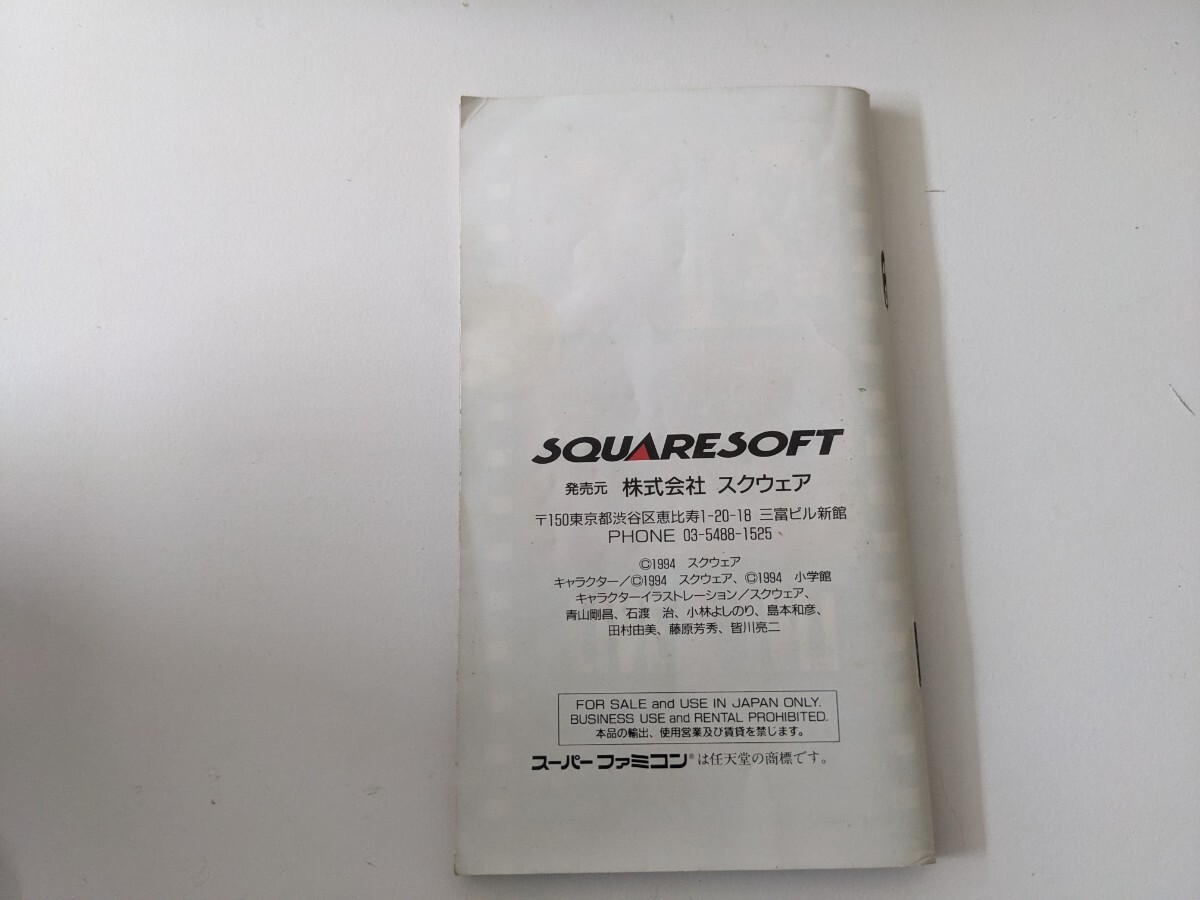 SQUARESOFT
発売元 株式会社 スクウェア
〒150東京都渋谷区恵比寿1-20-18 三富ビル新館
PHONE 03-5488-1525
©1994 スクウェア
キャラクター/©1994 スクウェア、©1994 小学館
キャラクターイラストレーション/スクウェア、
青山剛昌、石渡 治、小林よしのり、島本和彦、
田村由美、藤原芳秀、皆川亮二
FOR SALE and USE IN JAPAN ONLY.
BUSINESS USE and RENTAL PROHIBITED.
本品の輸出、使用営業及び賃貸を禁じます。
スーパーファミコン®は任天堂の商標です。